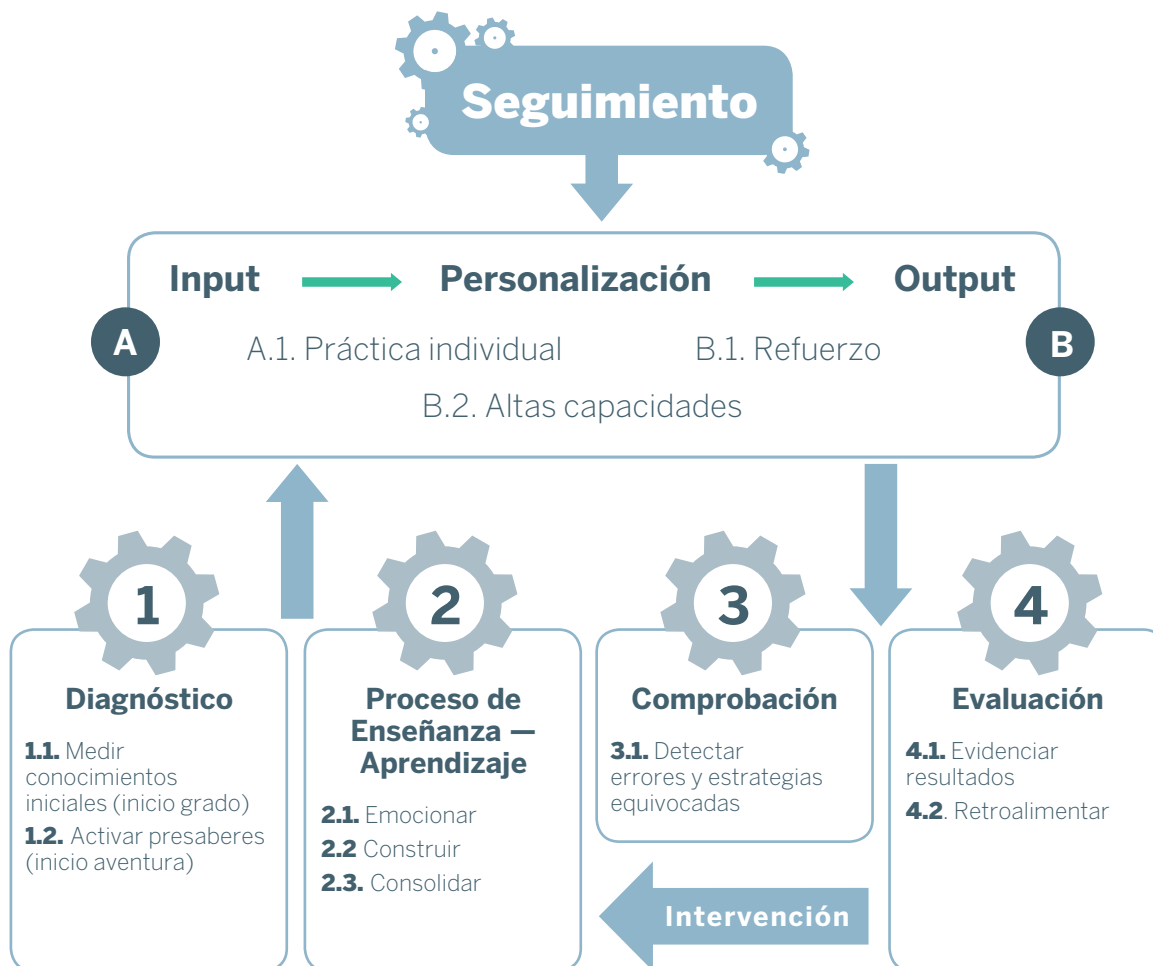 Seguimiento
Input
Personalización
Output
A
B
A.1. Práctica individual
B.1. Refuerzo
B.2. Altas capacidades
1
Diagnóstico
1.1. Medir
conocimientos
iniciales (inicio grado)
1.2. Activar presaberes
(inicio aventura)
2
Proceso de
Enseñanza —
Aprendizaje
2.1. Emocionar
2.2 Construir
2.3. Consolidar
3
Comprobación
3.1. Detectar
errores y estrategias
equivocadas
4
Evaluación
4.1. Evidenciar
resultados
4.2. Retroalimentar
Intervención